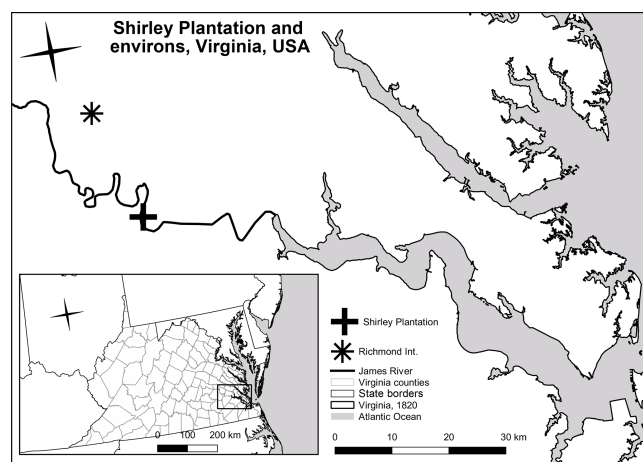 Shirley Plantation and
environs, Virginia, USA
Shirley Plantation
Richmond Int.
James River
Virginia counties
State borders
Virginia, 1820
Atlantic Ocean
0 100 200 km
0 10 20 30 km